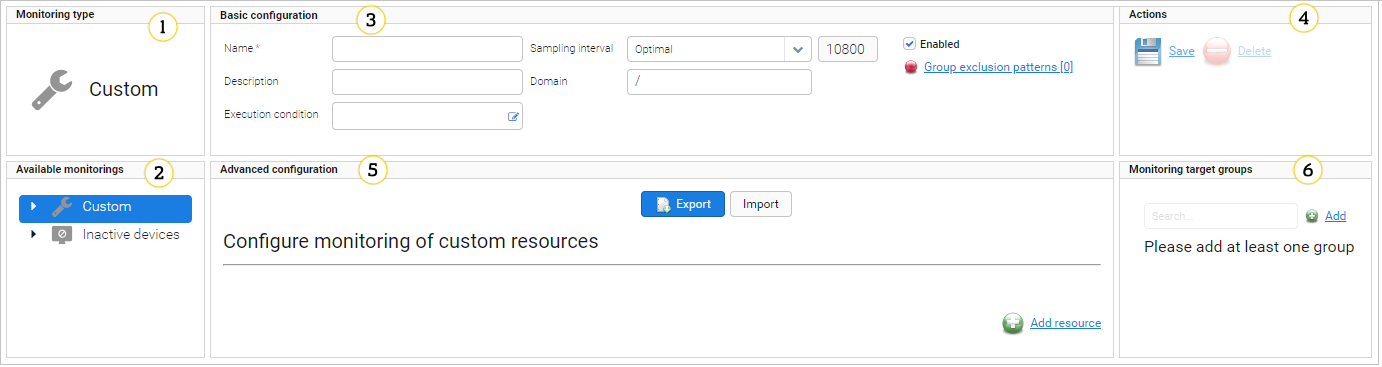 Monitoring type
1
Custom
Available monitorings
2
Custom
Inactive devices
Basic configuration
3
Name *
Sampling interval
Optimal
10800
Enabled
Description
Domain
/
Group exclusion patterns [0]
Execution condition
Actions
4
Save
Delete
Advanced configuration
5
Export
Import
Configure monitoring of custom resources
Add resource
Monitoring target groups
6
Search...
Add
Please add at least one group